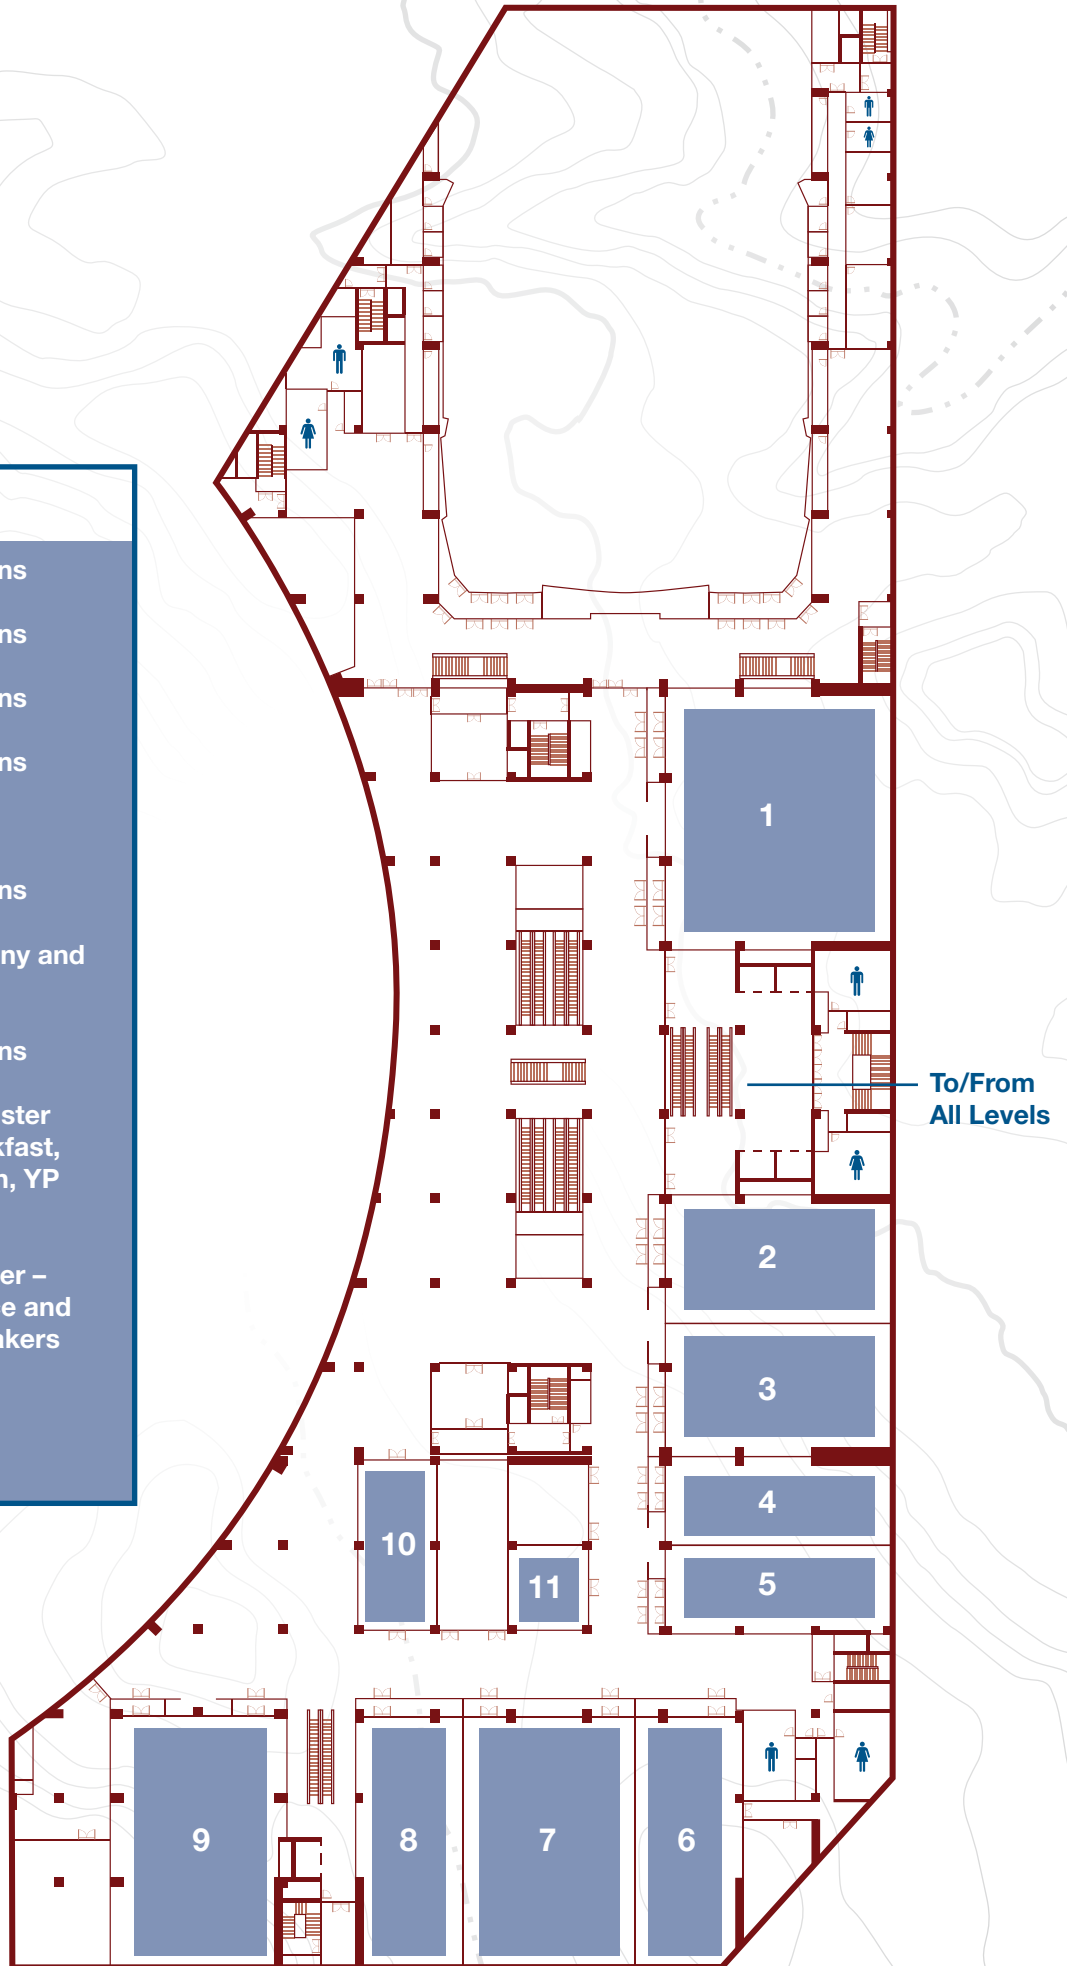 ns
ns
ns
ns
ns
ny and
ns
ster
kfast,
n, YP
er –
e and
akers
1
To/From
All Levels
2
3
4
5
10
11
9
8
7
6